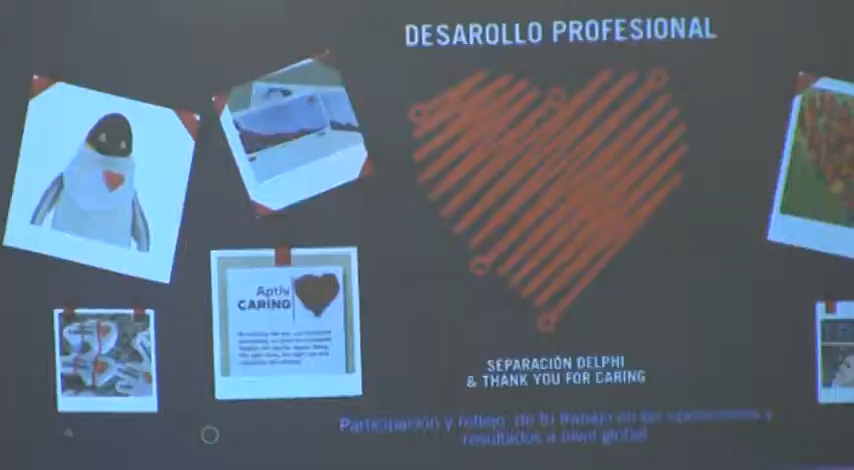 DESAROLLO PROFESIONAL
Aptiv
CARING
SEPARACIÓN DELPHI
& THANK YOU FOR CARING
Participación y reflejo de tu trabajo en las operaciones y
resultados a nivel global